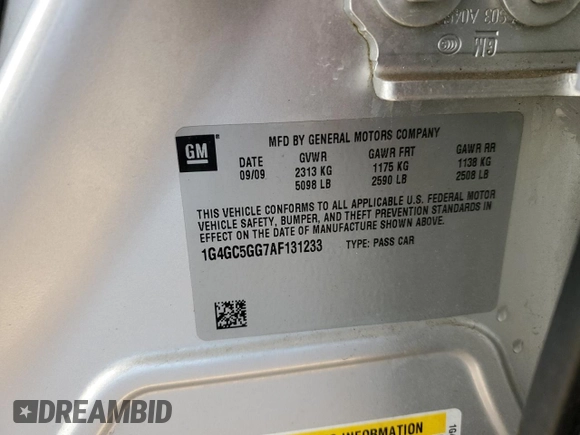 GM
MFD BY GENERAL MOTORS COMPANY
DATE GVWR GAWR FRT GAWR RR
09/09 2313 KG 1175 KG 1138 KG
5098 LB 2590 LB 2508 LB
THIS VEHICLE CONFORMS TO ALL APPLICABLE U.S. FEDERAL MOTOR
VEHICLE SAFETY, BUMPER, AND THEFT PREVENTION STANDARDS IN
EFFECT ON THE DATE OF MANUFACTURE SHOWN ABOVE.
1G4GC5GG7AF131233 TYPE: PASS CAR
INFORMATION
DREAMBID